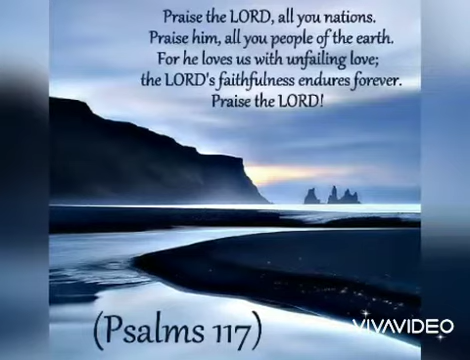 Praise the LORD, all you nations.
Praise him, all you people of the earth.
For he loves us with unfailing love;
the LORD's faithfulness endures forever.
Praise the LORD!
(Psalms 117)
VIVAVIDEO